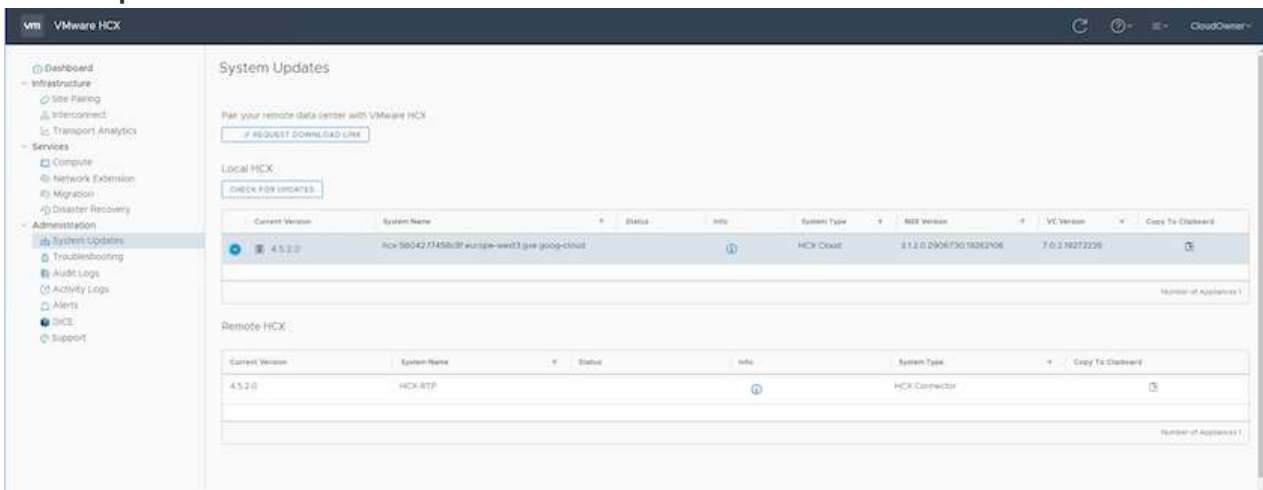 vm VMware HCX CloudOwner
Dashboard
Infrastructure
Site Pairing
Interconnect
Transport Analytics
Services
Compute
Network Extension
Migration
Disaster Recovery
Administration
System Updates
Troubleshooting
Audit Logs
Activity Logs
Alerts
DICE
Support
System Updates
Pair your remote data center with VMware HCX
REQUEST DOWNLOAD LINK
Local HCX
CHECK FOR UPDATES
Current Version System Name Status Info System Type NSX Version VC Version Copy To Clipboard
4.5.2.0 HCX Cloud
Number of Appliances 1
Remote HCX
Current Version System Name Status Info System Type Copy To Clipboard
4.5.2.0 HCX-RTP HCX Connector
Number of Appliances 1